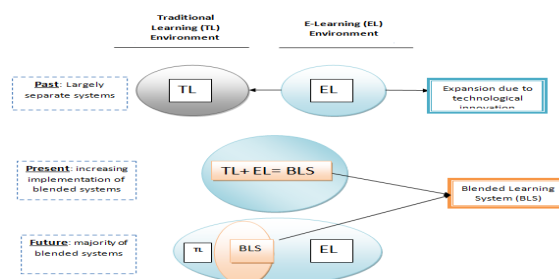 Traditional
Learning (TL)
Environment
E-Learning (EL)
Environment
Past: Largely
separate systems
TL
EL
Expansion due to
technological
innovation
Present: increasing
implementation of
blended systems
TL+ EL= BLS
Blended Learning
System (BLS)
Future: majority of
blended systems
TL
BLS
EL